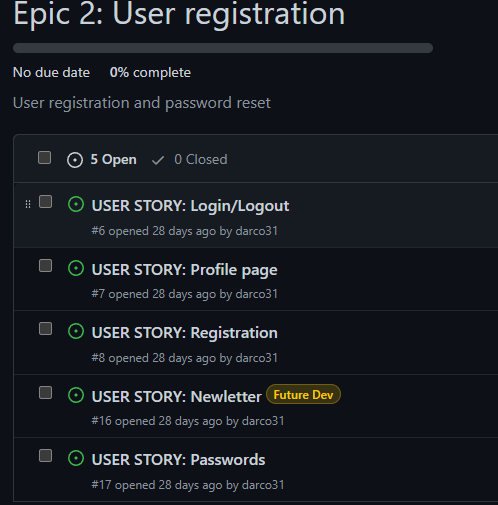 Epic 2: User registration
No due date 0% complete
User registration and password reset
5 Open 0 Closed
USER STORY: Login/Logout
#6 opened 28 days ago by darco31
USER STORY: Profile page
#7 opened 28 days ago by darco31
USER STORY: Registration
#8 opened 28 days ago by darco31
USER STORY: Newletter Future Dev
#16 opened 28 days ago by darco31
USER STORY: Passwords
#17 opened 28 days ago by darco31